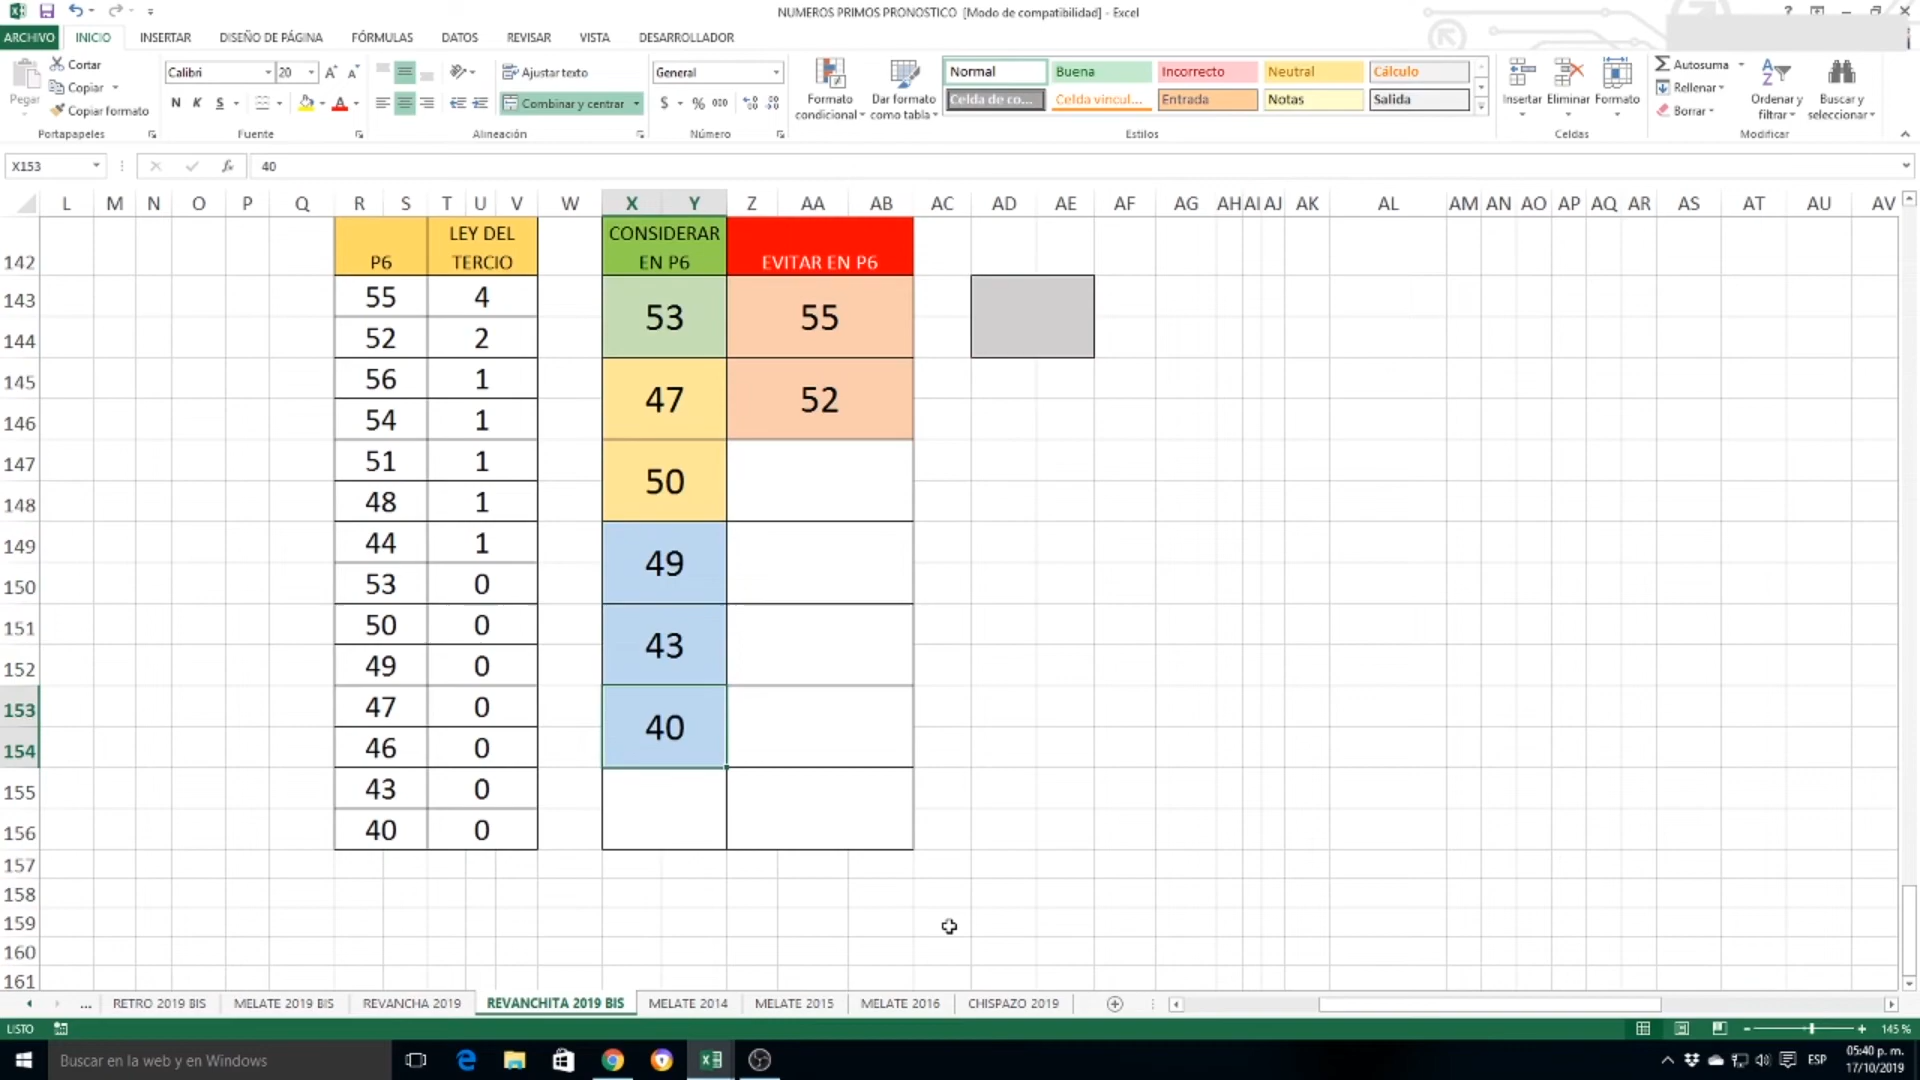 NUMEROS PRIMOS PRONOSTICO [Modo de compatibilidad] - Excel
ARCHIVO INICIO INSERTAR DISEÑO DE PÁGINA FÓRMULAS DATOS REVISAR VISTA DESARROLLADOR
Pegar
Cortar
Copiar
Copiar formato
Portapapeles
Calibri 20
N K S
Fuente
Ajustar texto
Combinar y centrar
Alineación
General
$ % 000
Número
Formato condicional
Dar formato como tabla
Normal Buena Incorrecto Neutral Cálculo
Celda de co... Celda vincul... Entrada Notas Salida
Estilos
Insertar Eliminar Formato
Celdas
Autosuma
Rellenar
Borrar
Ordenar y filtrar
Buscar y seleccionar
Modificar
X153 fx 40
L M N O P Q R S T U V W X Y Z AA AB AC AD AE AF AG AH AI AJ AK AL AM AN AO AP AQ AR AS AT AU AV
142 P6 LEY DEL TERCIO CONSIDERAR EN P6 EVITAR EN P6
143 55 4 53 55
144 52 2
145 56 1 47 52
146 54 1
147 51 1 50
148 48 1
149 44 1 49
150 53 0
151 50 0 43
152 49 0
153 47 0 40
154 46 0
155 43 0
156 40 0
157
158
159
160
161
... RETRO 2019 BIS MELATE 2019 BIS REVANCHA 2019 REVANCHITA 2019 BIS MELATE 2014 MELATE 2015 MELATE 2016 CHISPAZO 2019
LISTO 145 %
Buscar en la web y en Windows
ESP
05:40 p. m.
17/10/2019